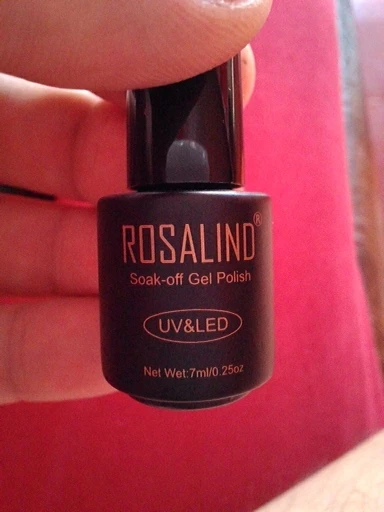 ROSALIND®
Soak-off Gel Polish
UV&LED
Net Wet:7ml/0.25oz